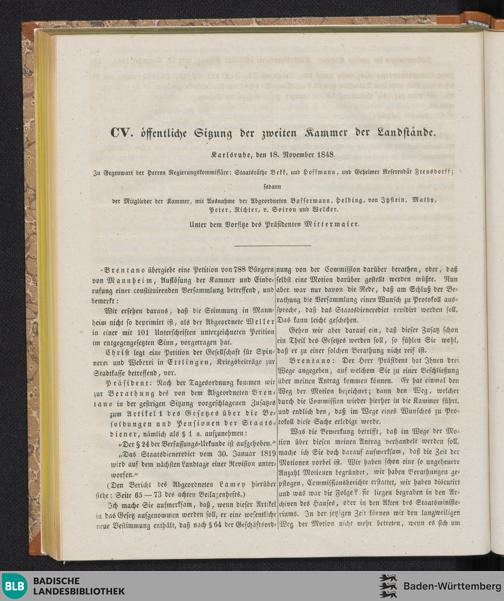 CV. öffentliche Sitzung der zweiten Kammer der Landstände.
Karlsruhe, den 18. November 1848.
In Gegenwart der Herren Regierungskommissäre: Staatsräthe Bekk, und Hoffmann, und Geheimer Referendär Frensdorff;
sodann
der Mitglieder der Kammer, mit Ausnahme der Abgeordneten Bassermann, Helbing, von Itzstein, Mathy,
Peter, Richter, v. Soiron und Welcker.
Unter dem Vorsitze des Präsidenten Mittermaier.
Brentano übergiebt eine Petition von 788 Bürgern
von Mannheim, Auflösung der Kammer und Einbe-
rufung einer constituirenden Versammlung betreffend, und
bemerkt:
Wir ersehen daraus, daß die Stimmung in Mann-
heim nicht so deprimirt ist, als der Abgeordnete Weller
in einer mit 101 Unterschriften unterzeichneten Petition
im entgegengesetzten Sinn, vorgetragen hat.
Christ legt eine Petition der Gesellschaft für Spin-
nerei und Weberei in Ettlingen, Kriegsbeiträge zur
Stadtkasse betreffend, vor.
Präsident: Nach der Tagesordnung kommen wir
zur Berathung des von dem Abgeordneten Bren-
tano in der gestrigen Sitzung vorgeschlagenen Zusatzes
zum Artikel 1 des Gesetzes über die Be-
soldungen und Pensionen der Staats-
diener, nämlich als § 1 a. anzunehmen:
„Der § 24 der Verfassungs-Urkunde ist aufgehoben.“
„Das Staatsdieneredict vom 30. Januar 1819
wird auf dem nächsten Landtage einer Revision unter-
worfen.“
(Den Bericht des Abgeordneten Lamey hierüber
siehe: Seite 65 — 73 des achten Beilagenhefts.)
Ich mache Sie aufmerksam, daß, wenn dieser Artikel
in das Gesetz aufgenommen werden soll, er eine wesentliche
neue Bestimmung enthält, daß nach § 64 der Geschäftsord-
nung von der Commission darüber berathen, oder, daß
selbst eine Motion darüber gestellt werden müßte. Nun
aber war nur davon die Rede, daß am Schluß der Be-
rathung die Versammlung einen Wunsch zu Protokoll aus-
spreche, daß das Staatsdieneredict revidirt werden soll.
Das kann leicht geschehen.
Gehen wir aber darauf ein, daß dieser Zusatz schon
ein Theil des Gesetzes werden soll, so fühlen Sie wohl,
daß er zu einer solchen Berathung nicht reif ist.
Brentano: Der Herr Präsident hat Ihnen drei
Wege angegeben, auf welchem Sie zu einer Beschließung
über meinen Antrag kommen können. Er hat einmal den
Weg der Motion bezeichnet; dann den Weg, welcher
durch die Commission wieder hierher in die Kammer führt,
und endlich den, daß im Wege eines Wunsches zu Pro-
tokoll diese Sache erledigt werde.
Was die Bemerkung betrifft, daß im Wege der Mo-
tion über diesen meinen Antrag verhandelt werden soll,
mache ich Sie doch darauf aufmerksam, daß die Zeit der
Motionen vorbei ist. Wir haben schon eine so ungeheure
Anzahl Motionen begründet, wir haben Berathungen ge-
pflogen, Commissionsberichte erstattet, wir haben discutirt
und was war die Folge? sie liegen begraben in den Ar-
chiven des Hauses, oder in den Akten des Staatsministe-
riums. In der jetzigen Zeit können wir den langweiligen
Weg der Motion nicht mehr betreten, wenn es sich um
BLB BADISCHE
LANDESBIBLIOTHEK
Baden-Württemberg